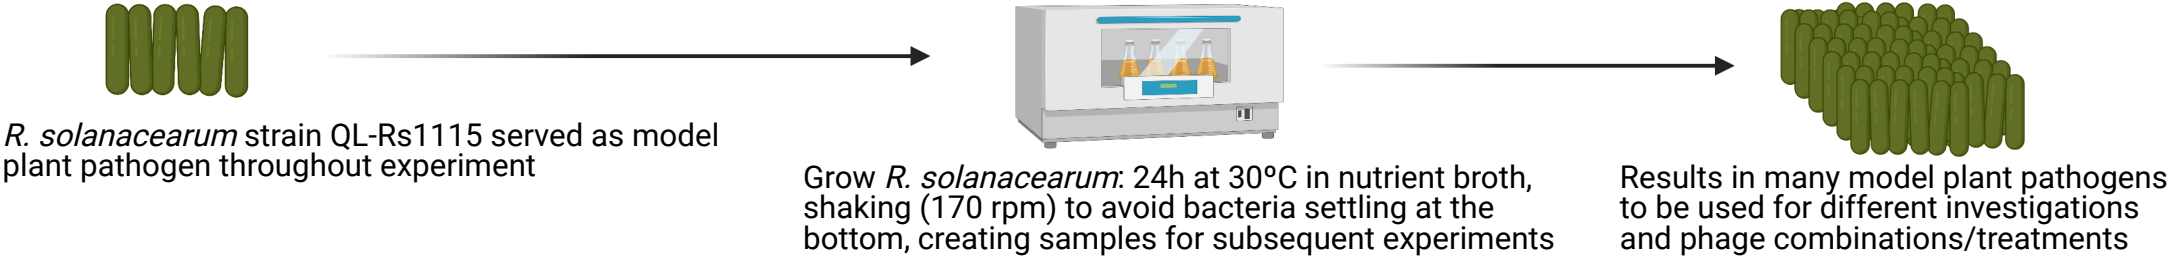 R. solanacearum strain QL-Rs1115 served as model
plant pathogen throughout experiment
Grow R. solanacearum: 24h at 30ºC in nutrient broth,
shaking (170 rpm) to avoid bacteria settling at the
bottom, creating samples for subsequent experiments
Results in many model plant pathogens
to be used for different investigations
and phage combinations/treatments